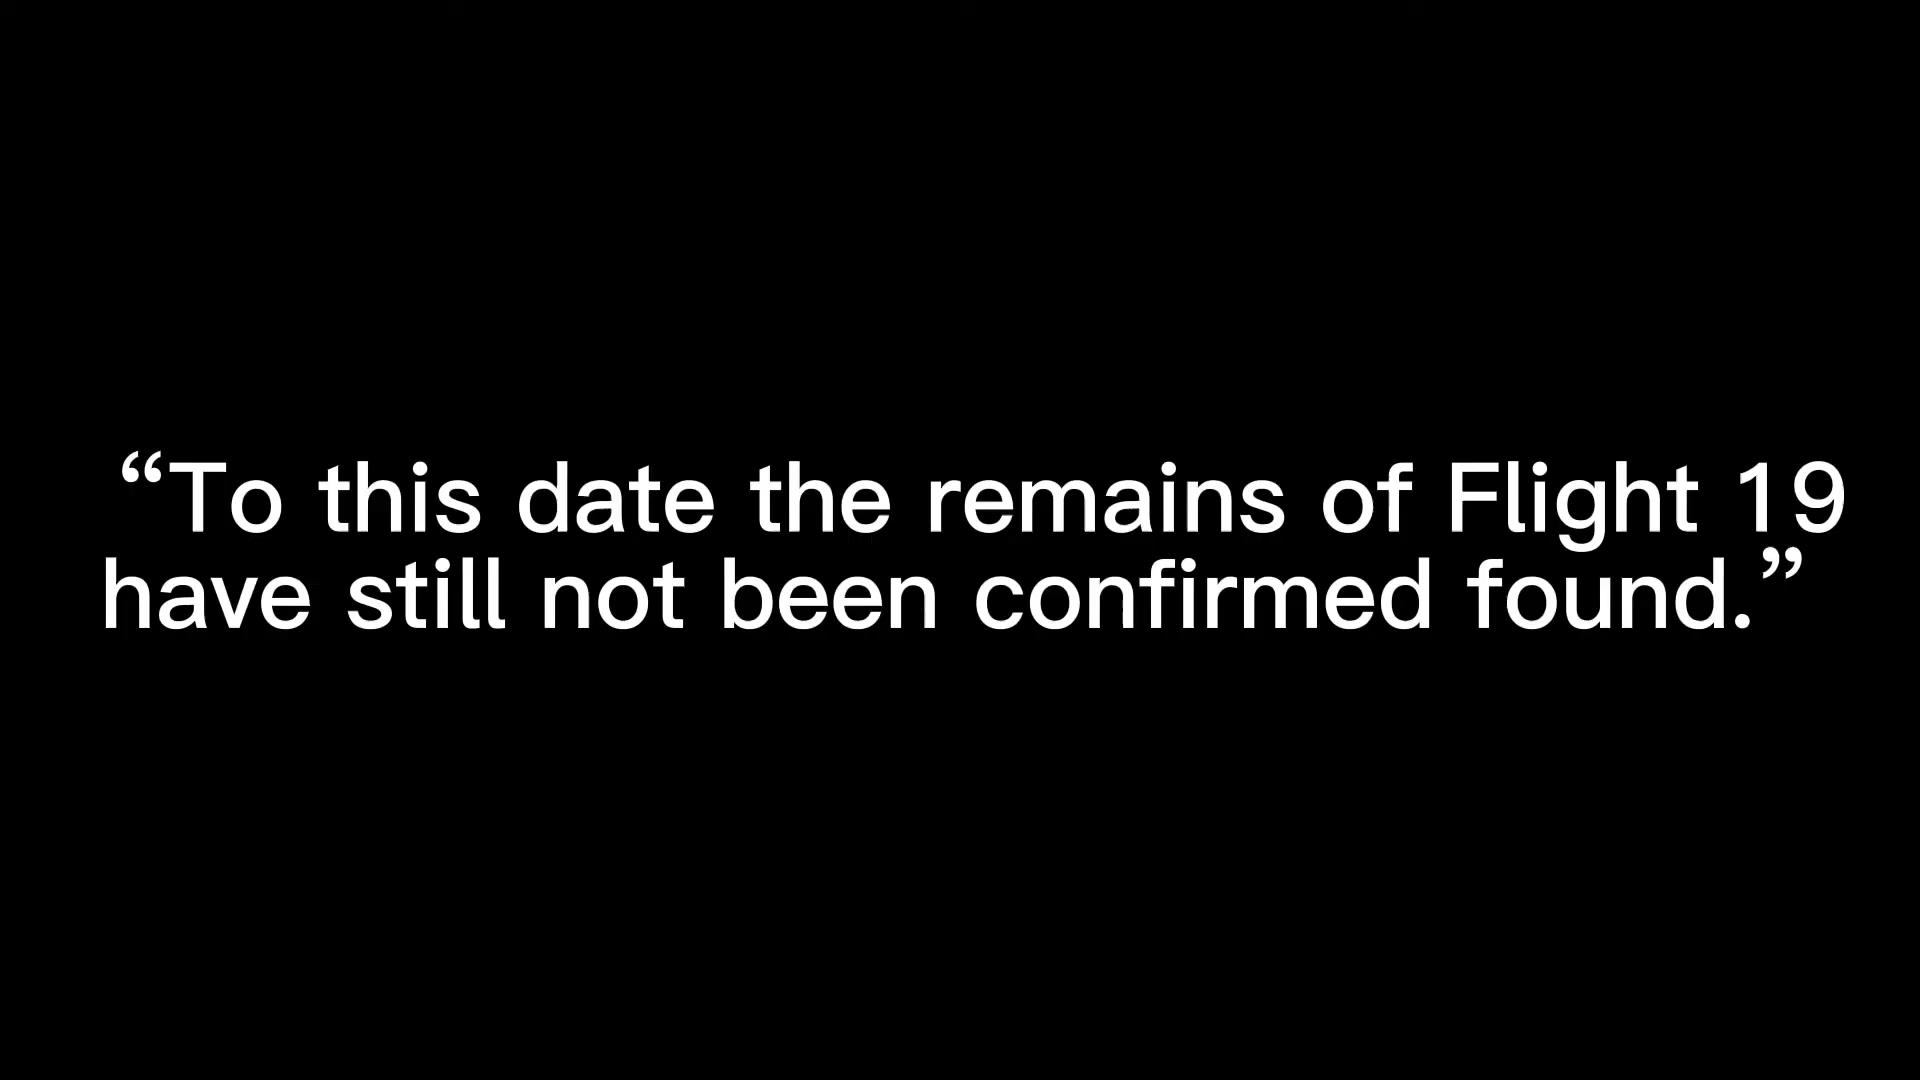 “To this date the remains of Flight 19
have still not been confirmed found.”